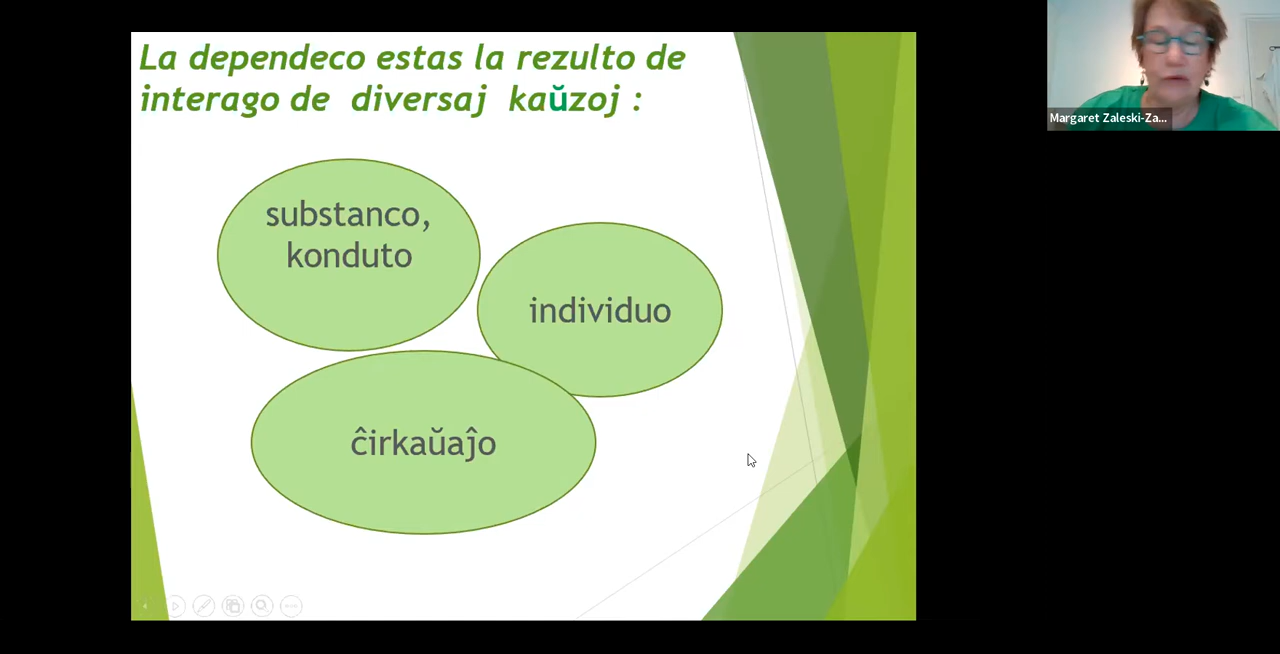 La dependeco estas la rezulto de
interago de diversaj kaŭzoj :
substanco,
konduto
individuo
ĉirkaŭaĵo
Margaret Zaleski-Za...